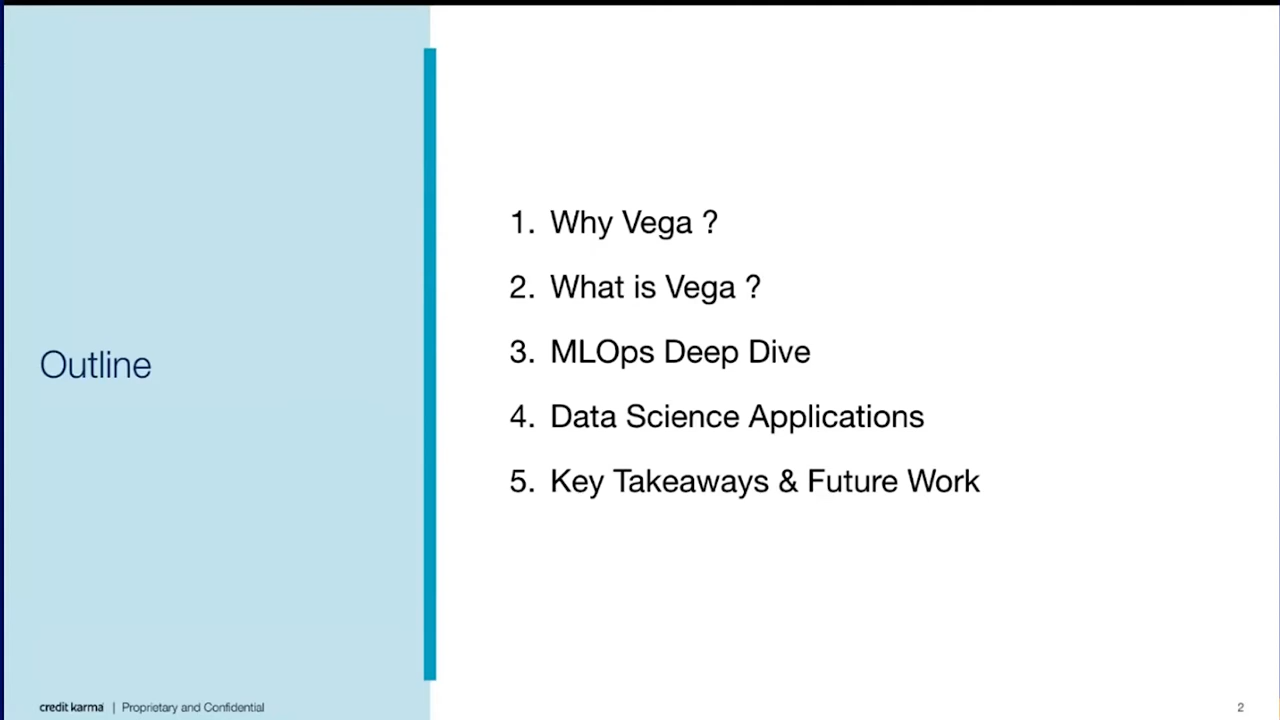 Outline
1. Why Vega ?
2. What is Vega ?
3. MLOps Deep Dive
4. Data Science Applications
5. Key Takeaways & Future Work
credit karma | Proprietary and Confidential
2